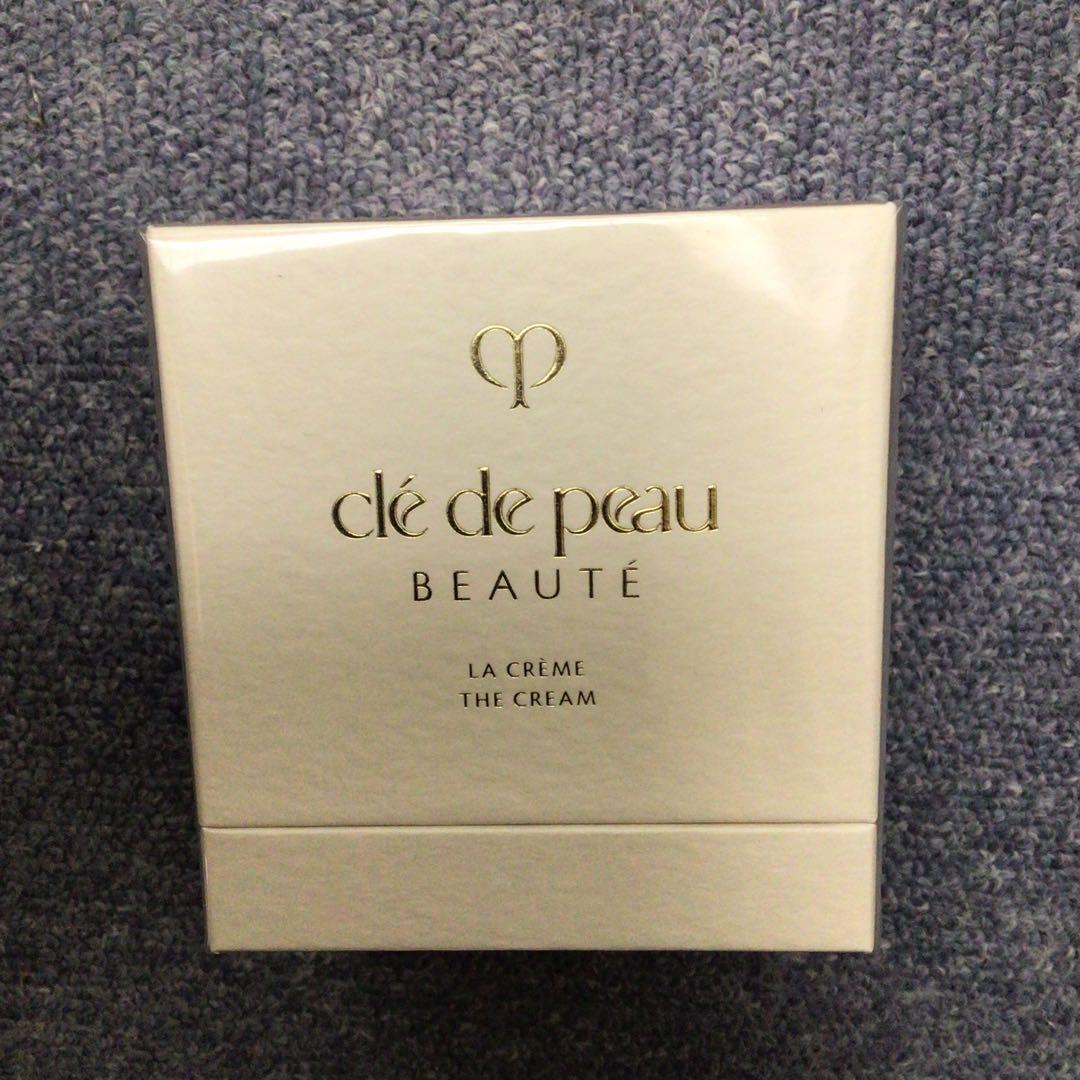 clé de peau
BEAUTÉ
LA CRÈME
THE CREAM